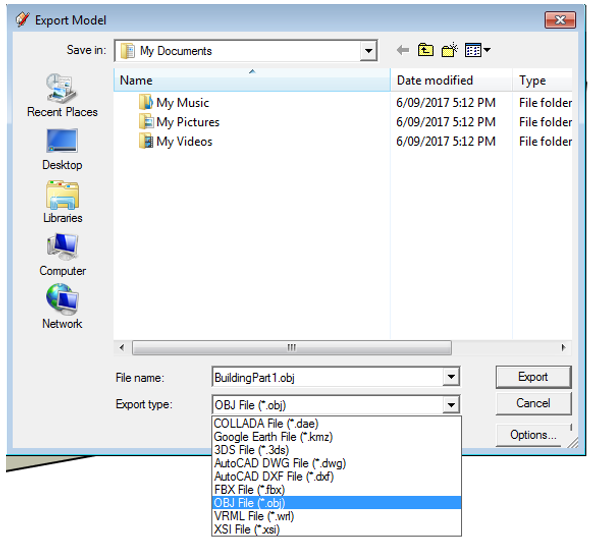 Export Model
Save in: My Documents
Name Date modified Type
Recent Places
Desktop
Libraries
Computer
Network
My Music 6/09/2017 5:12 PM File folder
My Pictures 6/09/2017 5:12 PM File folder
My Videos 6/09/2017 5:12 PM File folder
File name: BuildingPart1.obj Export
Export type: OBJ File (*.obj) Cancel
Options...
COLLADA File (*.dae)
Google Earth File (*.kmz)
3DS File (*.3ds)
AutoCAD DWG File (*.dwg)
AutoCAD DXF File (*.dxf)
FBX File (*.fbx)
OBJ File (*.obj)
VRML File (*.wrl)
XSI File (*.xsi)